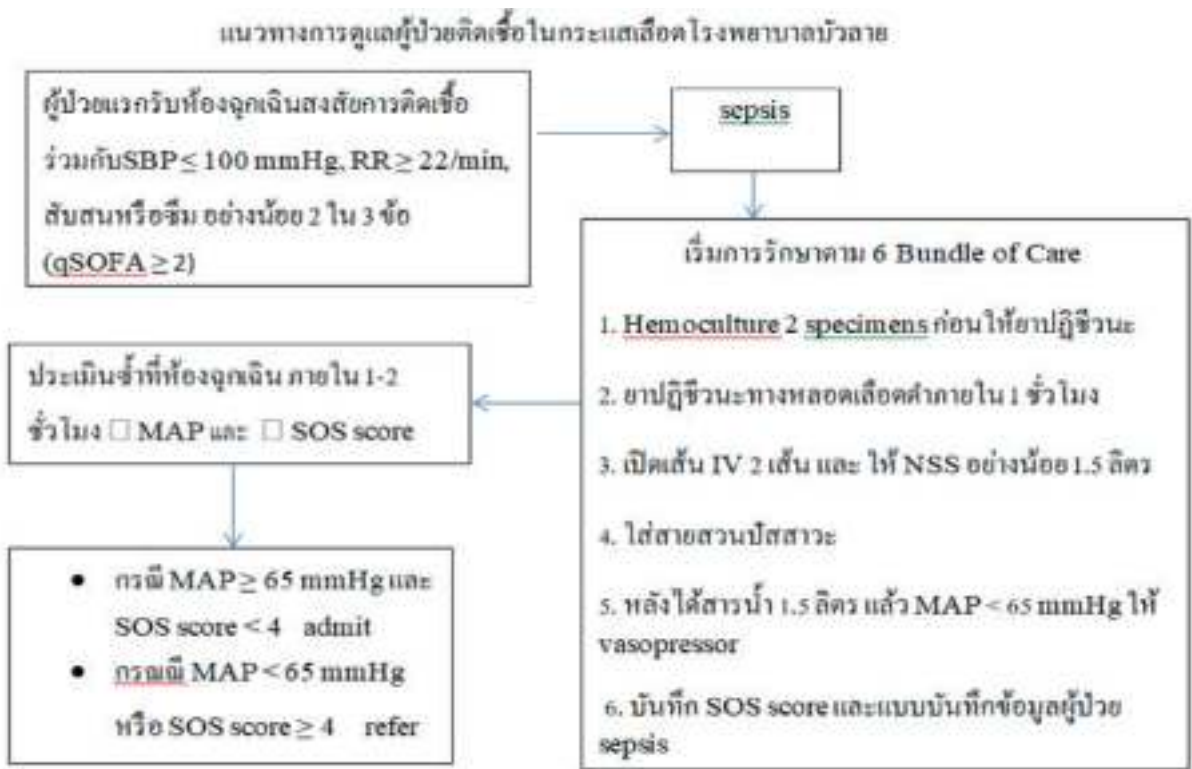 แนวทางการดูแลผู้ป่วยติดเชื้อในกระแสเลือดโรงพยาบาลบัวลาย
ผู้ป่วยแรกรับห้องฉุกเฉินสงสัยการติดเชื้อ
ร่วมกับSBP ≤ 100 mmHg, RR ≥ 22/min,
สับสนหรือซึม อย่างน้อย 2 ใน 3 ข้อ
(qSOFA ≥ 2)
sepsis
เริ่มการรักษาตาม 6 Bundle of Care
1. Hemoculture 2 specimens ก่อนให้ยาปฏิชีวนะ
2. ยาปฏิชีวนะทางหลอดเลือดดำภายใน 1 ชั่วโมง
3. เปิดเส้น IV 2 เส้น และ ให้ NSS อย่างน้อย 1.5 ลิตร
4. ใส่สายสวนปัสสาวะ
5. หลังได้สารน้ำ 1.5 ลิตร แล้ว MAP < 65 mmHg ให้
vasopressor
6. บันทึก SOS score และแบบบันทึกข้อมูลผู้ป่วย
sepsis
ประเมินซ้ำที่ห้องฉุกเฉิน ภายใน 1-2
ชั่วโมง □ MAP และ □ SOS score
• กรณี MAP ≥ 65 mmHg และ
SOS score < 4 admit
• กรณณี MAP < 65 mmHg
หรือ SOS score ≥ 4 refer